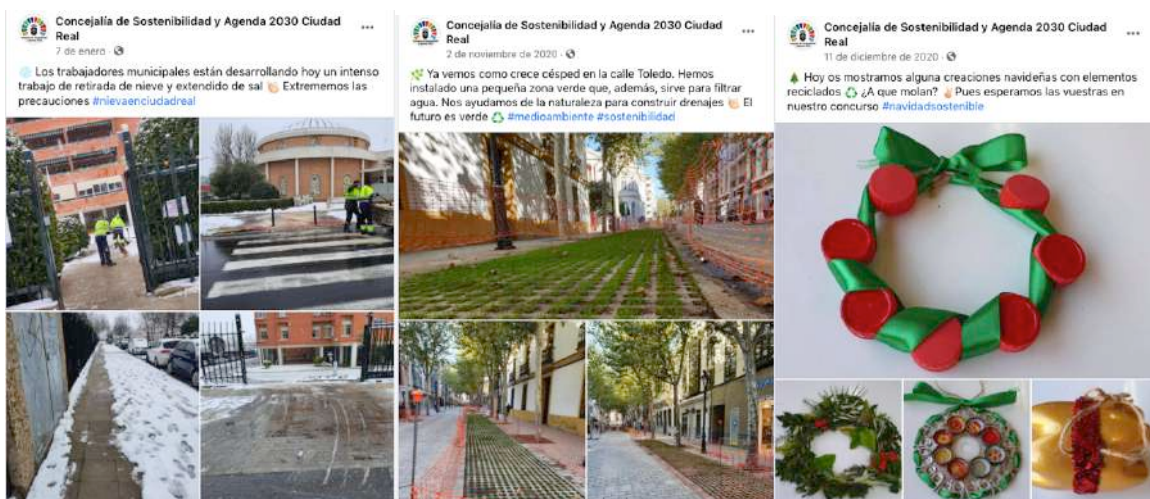 Concejalía de Sostenibilidad y Agenda 2030 Ciudad
Real
7 de enero ·
Los trabajadores municipales están desarrollando hoy un intenso
trabajo de retirada de nieve y extendido de sal 👏🏻 Extrememos las
precauciones #nievaenciudadreal
Concejalía de Sostenibilidad y Agenda 2030 Ciudad
Real
2 de noviembre de 2020 ·
🌿 Ya vemos como crece césped en la calle Toledo. Hemos
instalado una pequeña zona verde que, además, sirve para filtrar
agua. Nos ayudamos de la naturaleza para construir drenajes 👏🏻 El
futuro es verde ♻️ #medioambiente #sostenibilidad
Concejalía de Sostenibilidad y Agenda 2030 Ciudad
Real
11 de diciembre de 2020 ·
🌲 Hoy os mostramos alguna creaciones navideñas con elementos
reciclados ♻️ ¿A que molan? ✌🏻 Pues esperamos las vuestras en
nuestro concurso #navidadsostenible